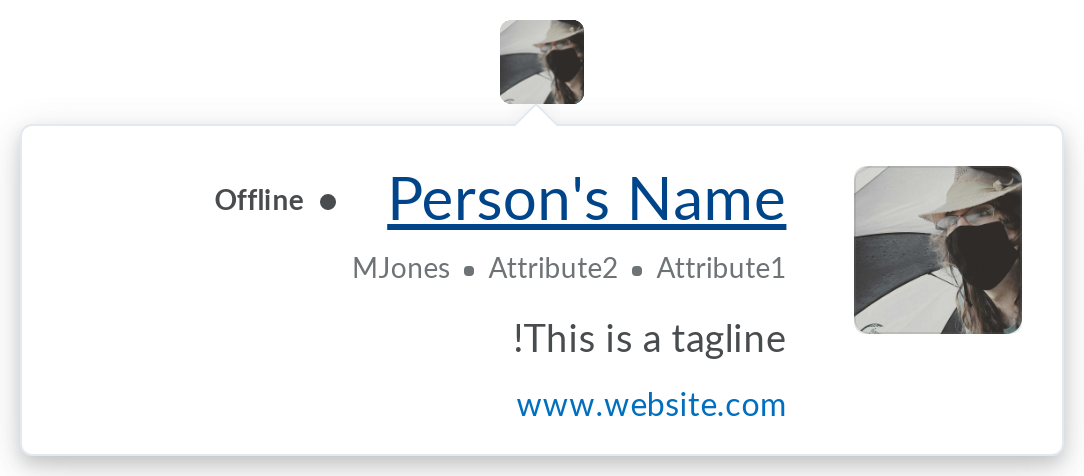 Person's Name ● Offline
Attribute1 ▪ Attribute2 ▪ MJones
!This is a tagline
www.website.com